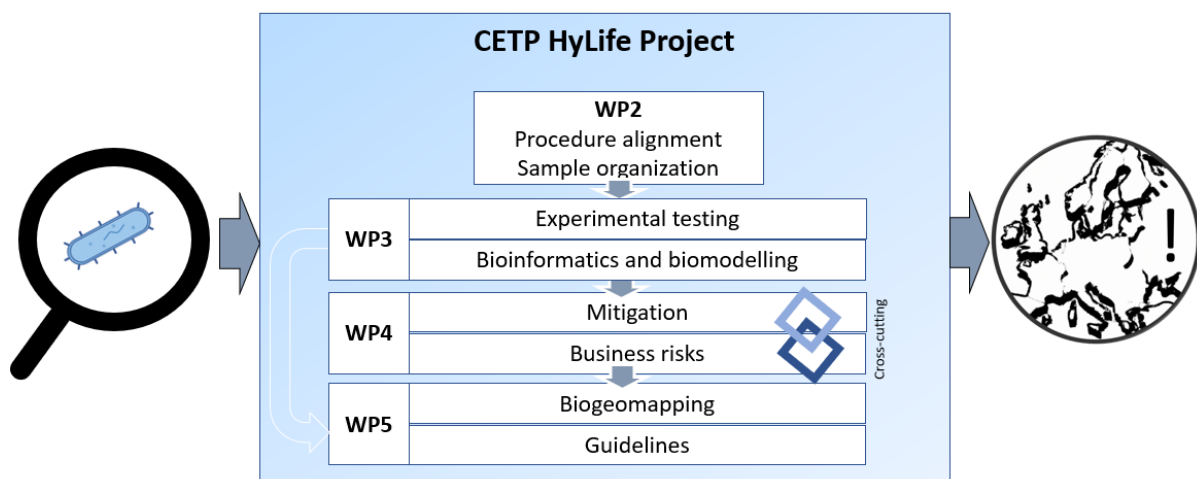 CETP HyLife Project
WP2
Procedure alignment
Sample organization
WP3
Experimental testing
Bioinformatics and biomodelling
WP4
Mitigation
Business risks
Cross-cutting
WP5
Biogeomapping
Guidelines
!